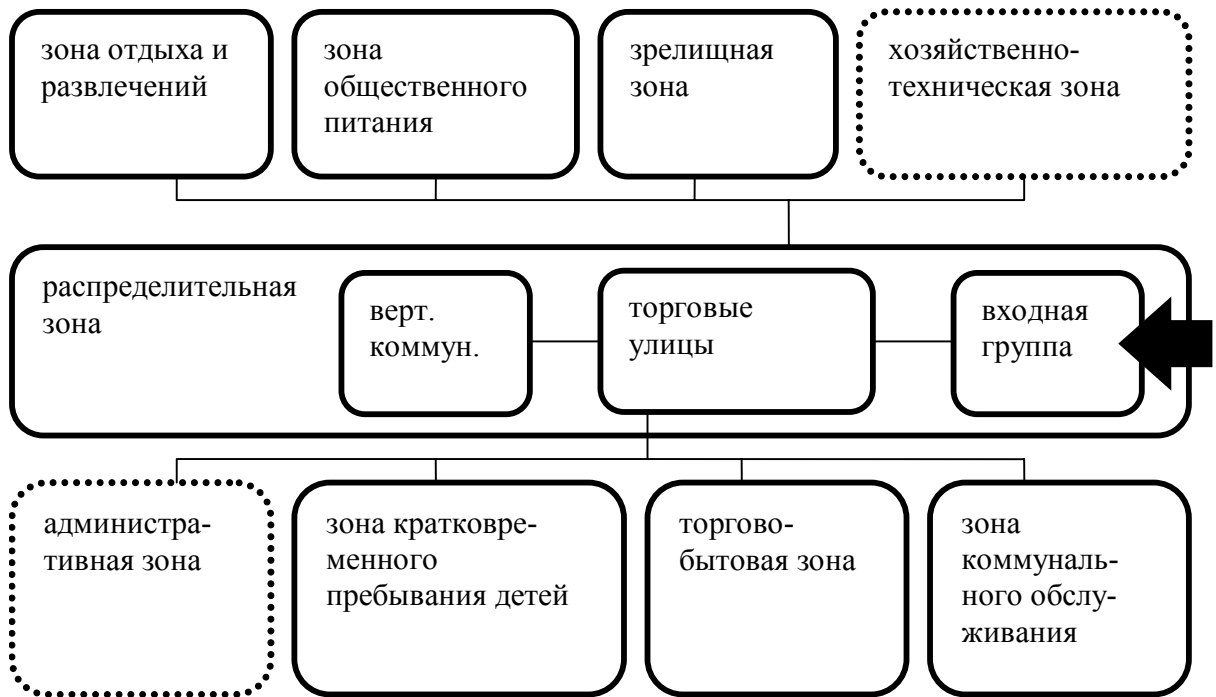 зона отдыха и
развлечений
зона
общественного
питания
зрелищная
зона
хозяйственно-
техническая зона
распределительная
зона
верт.
коммун.
торговые
улицы
входная
группа
администра-
тивная зона
зона кратковре-
менного
пребывания детей
торгово-
бытовая зона
зона
коммуналь-
ного обслу-
живания